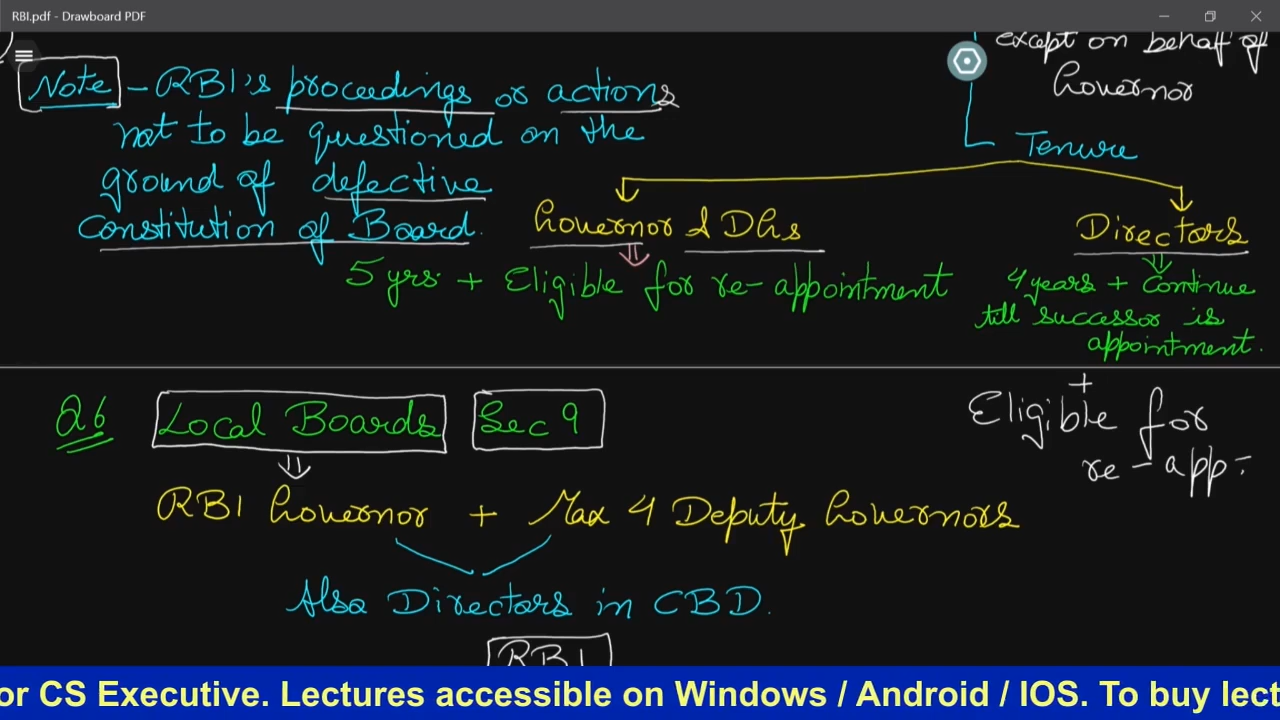 RBI.pdf - Drawboard PDF
except on behalf of
Governor
Note - RBI's proceedings or actions
not to be questioned on the
ground of defective
Constitution of Board.
Tenure
Governor & DGs
5 yrs + Eligible for re-appointment
Directors
4 years + Continue
till successor is
appointment.
+
Eligible for
re-app:
Q6 Local Boards Sec 9
RBI Governor + Max 4 Deputy Governors
Also Directors in CBD.
RBI
or CS Executive. Lectures accessible on Windows / Android / IOS. To buy lect